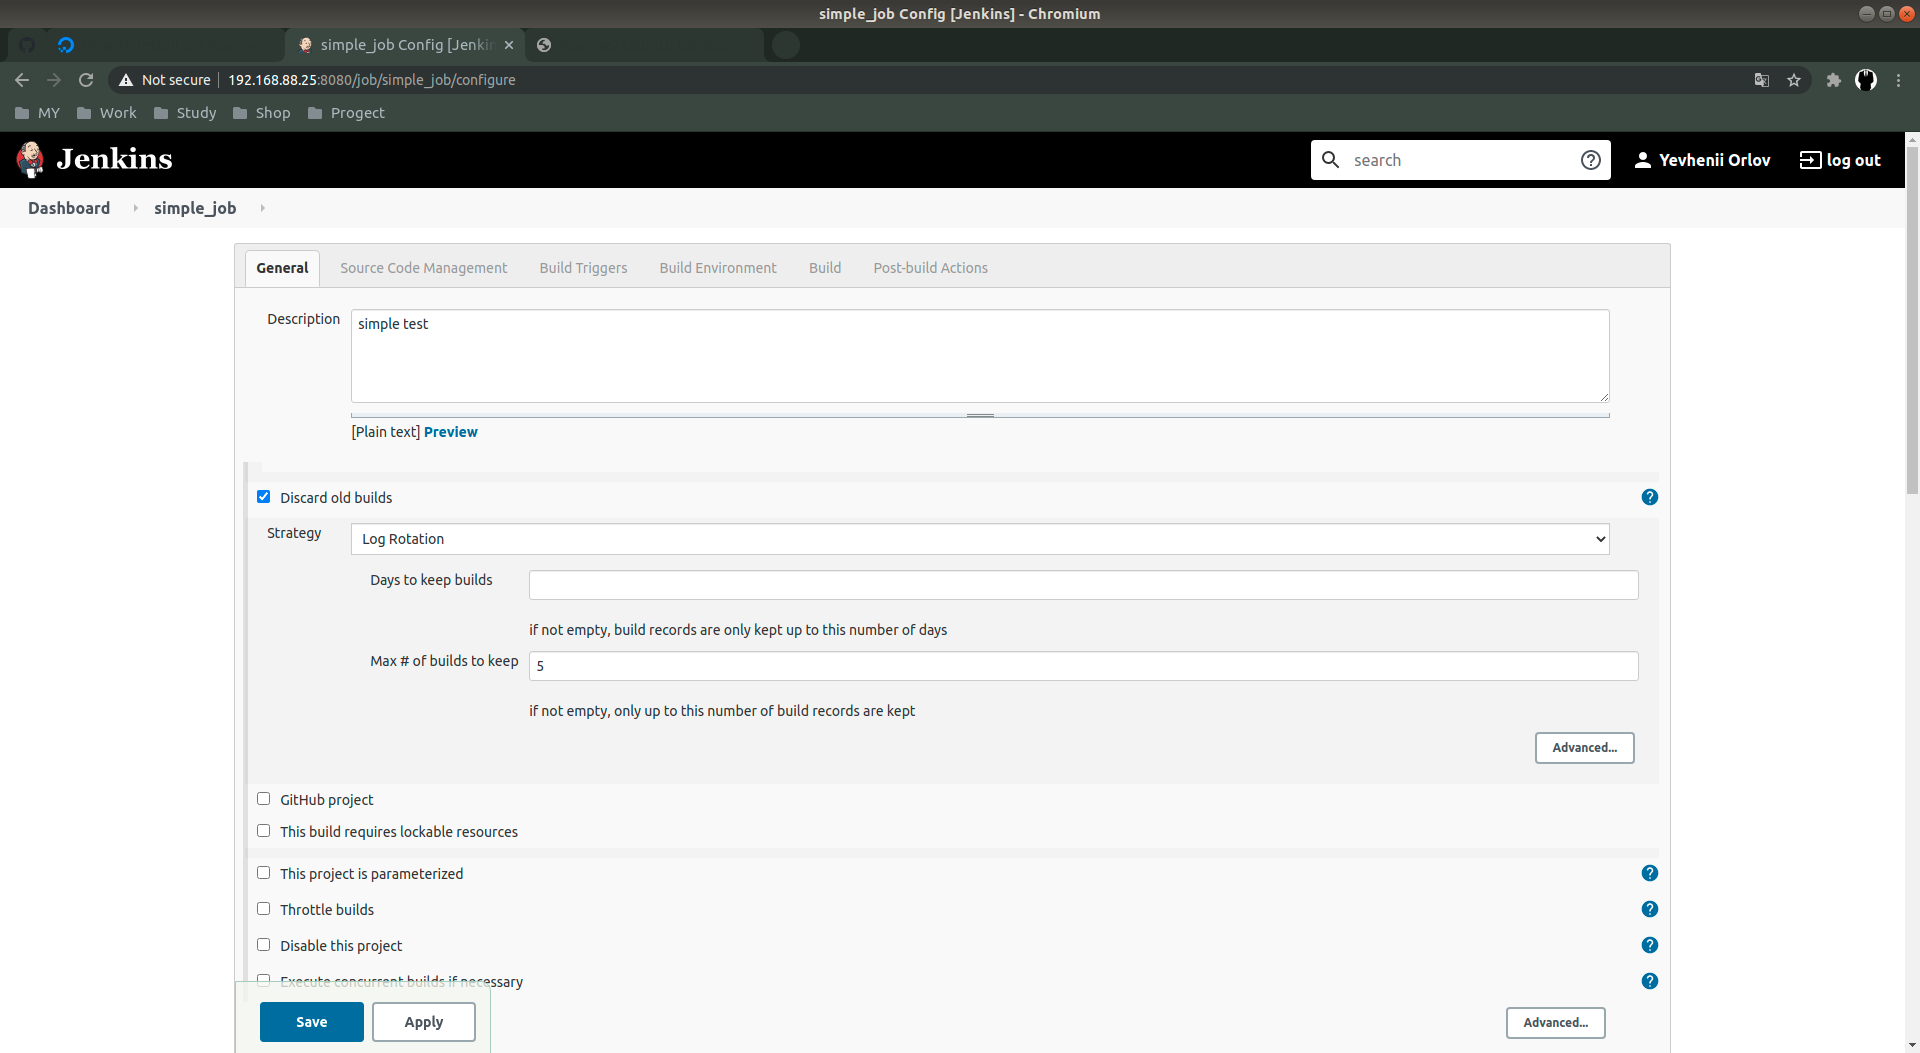 simple_job Config [Jenkins] - Chromium
simple_job Config [Jenki
Not secure 192.168.88.25:8080/job/simple_job/configure
MY Work Study Shop Progect
Jenkins search Yevhenii Orlov log out
Dashboard simple_job
General Source Code Management Build Triggers Build Environment Build Post-build Actions
Description simple test
[Plain text] Preview
Discard old builds ?
Strategy Log Rotation
Days to keep builds
if not empty, build records are only kept up to this number of days
Max # of builds to keep 5
if not empty, only up to this number of build records are kept
Advanced...
GitHub project
This build requires lockable resources
This project is parameterized ?
Throttle builds ?
Disable this project ?
Execute concurrent builds if necessary ?
Save Apply Advanced...